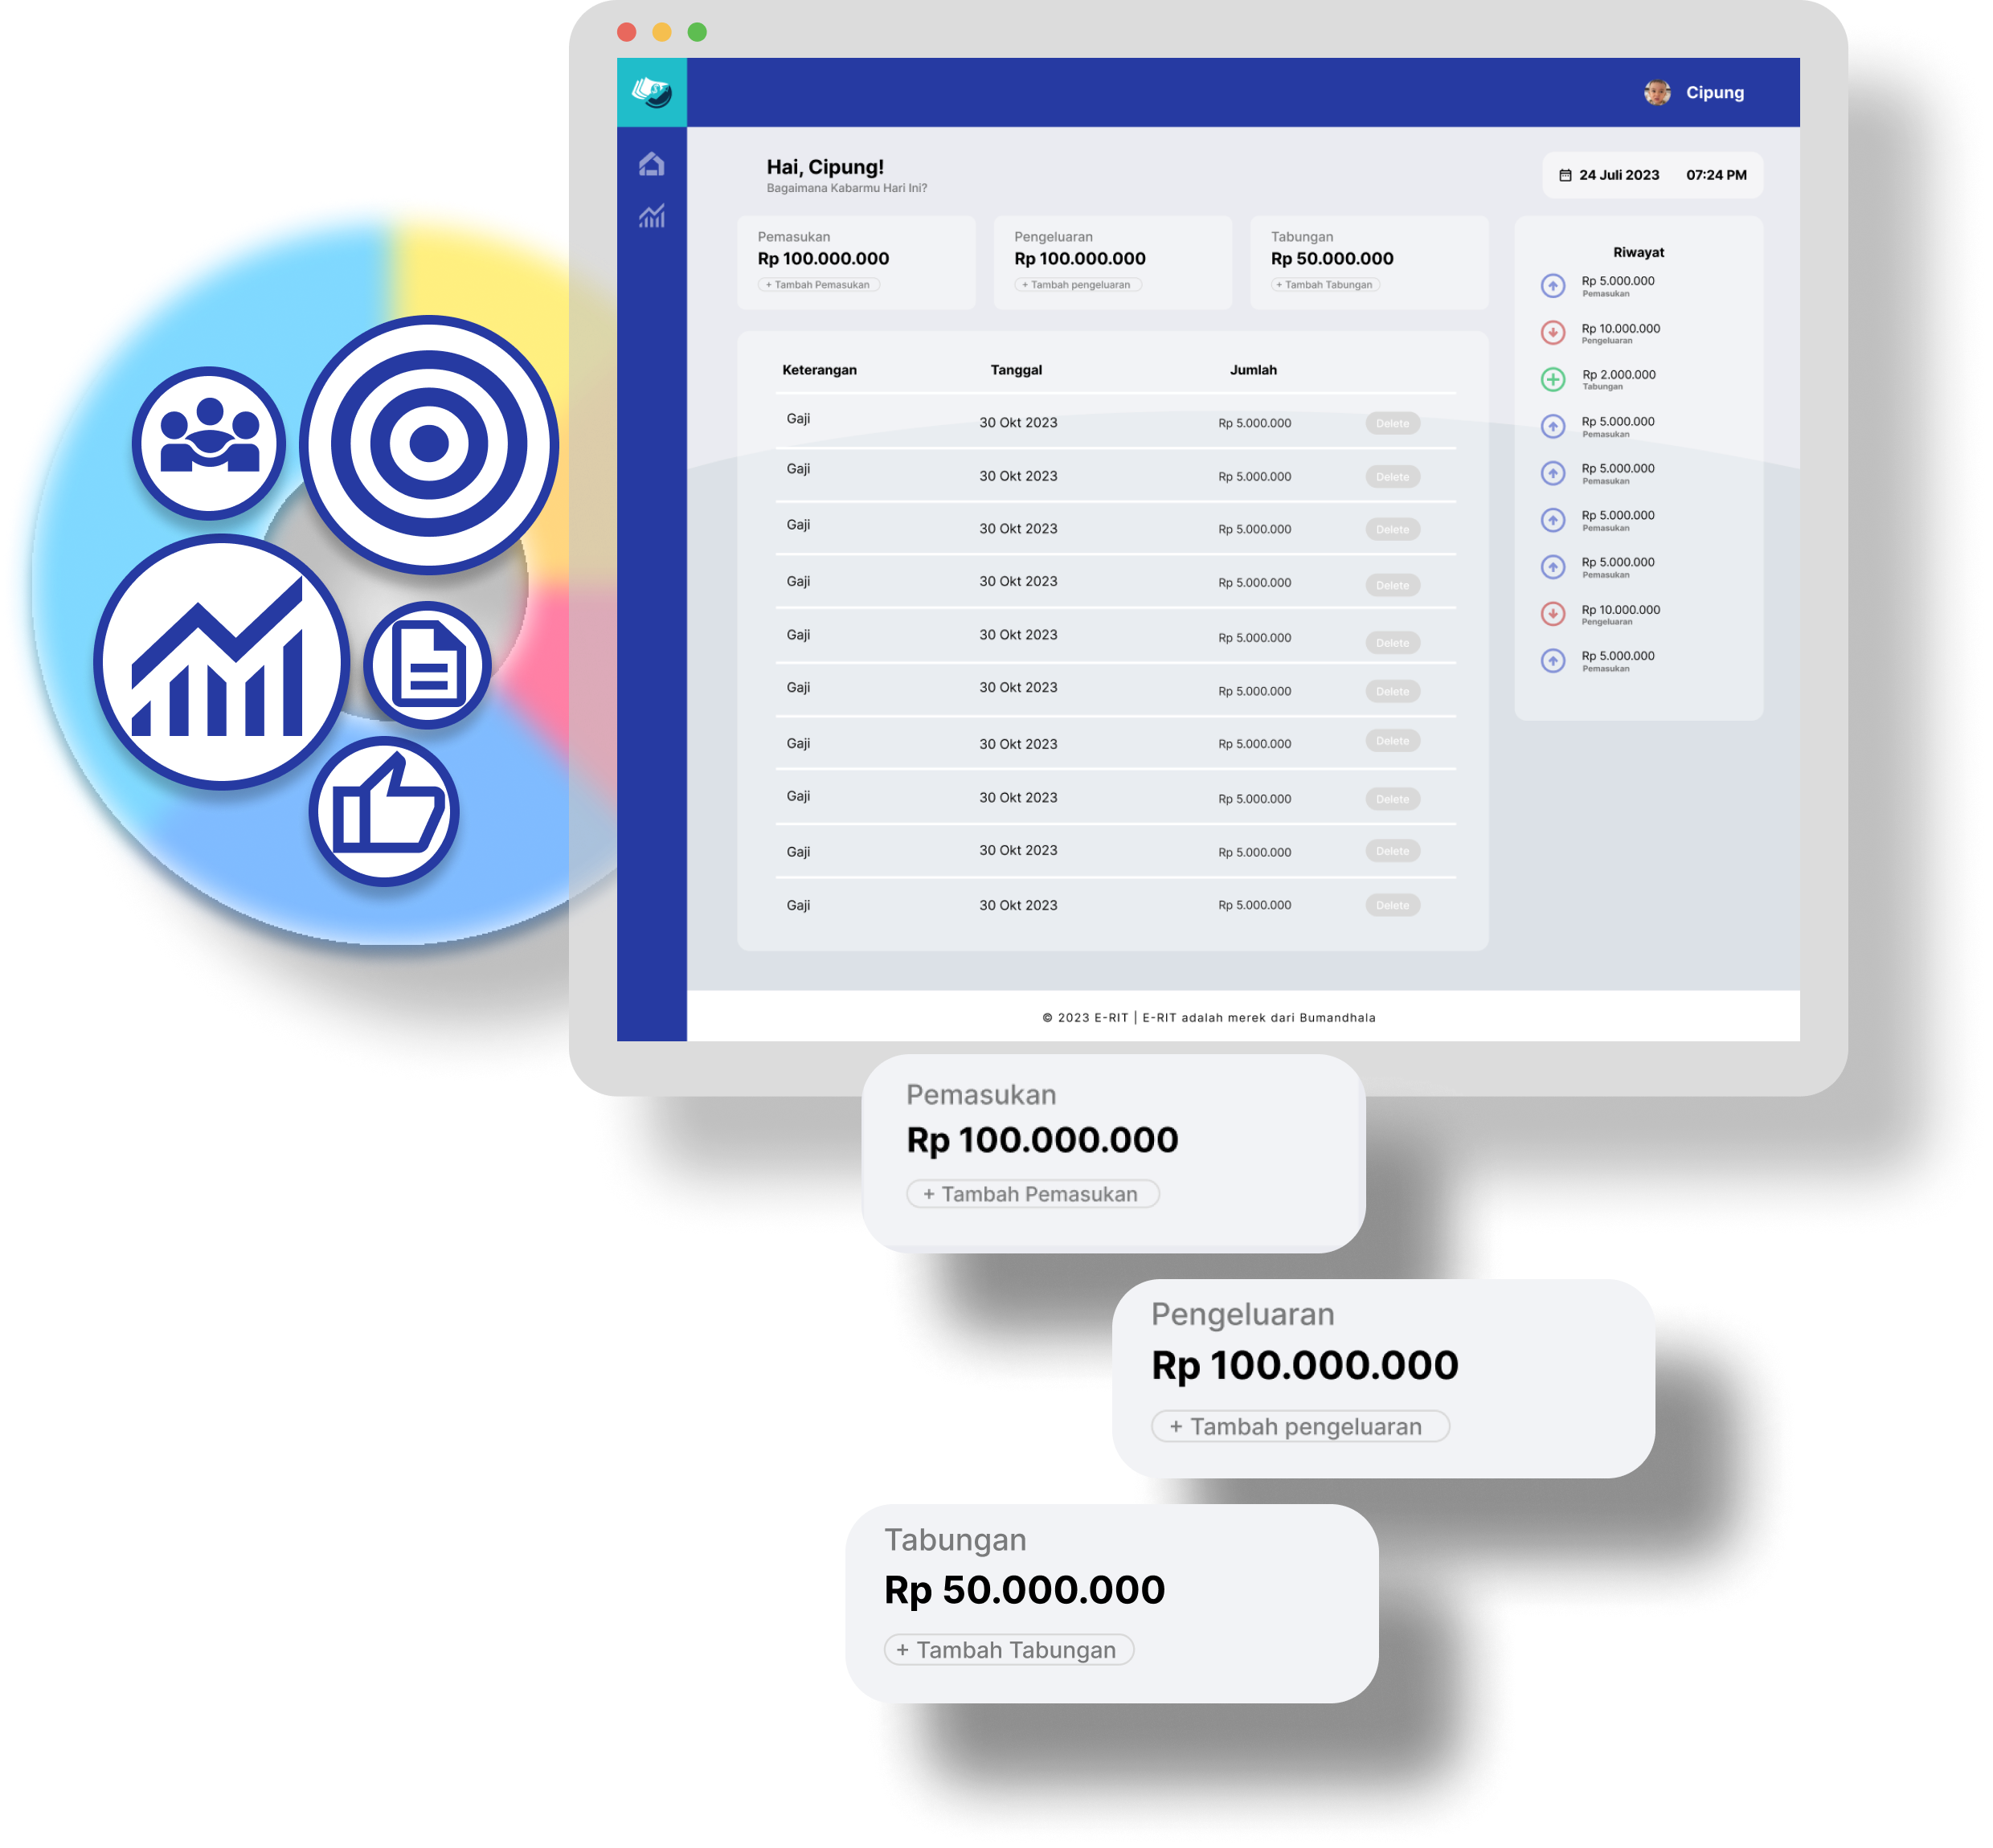 Cipung
Hai, Cipung!
Bagaimana Kabarmu Hari Ini?
24 Juli 2023 07:24 PM
Pemasukan
Rp 100.000.000
+ Tambah Pemasukan
Pengeluaran
Rp 100.000.000
+ Tambah pengeluaran
Tabungan
Rp 50.000.000
+ Tambah Tabungan
Keterangan Tanggal Jumlah
Gaji 30 Okt 2023 Rp 5.000.000 Delete
Gaji 30 Okt 2023 Rp 5.000.000 Delete
Gaji 30 Okt 2023 Rp 5.000.000 Delete
Gaji 30 Okt 2023 Rp 5.000.000 Delete
Gaji 30 Okt 2023 Rp 5.000.000 Delete
Gaji 30 Okt 2023 Rp 5.000.000 Delete
Gaji 30 Okt 2023 Rp 5.000.000 Delete
Gaji 30 Okt 2023 Rp 5.000.000 Delete
Gaji 30 Okt 2023 Rp 5.000.000 Delete
Gaji 30 Okt 2023 Rp 5.000.000 Delete
Riwayat
Rp 5.000.000
Pemasukan
Rp 10.000.000
Pengeluaran
Rp 2.000.000
Tabungan
Rp 5.000.000
Pemasukan
Rp 5.000.000
Pemasukan
Rp 5.000.000
Pemasukan
Rp 5.000.000
Pemasukan
Rp 10.000.000
Pengeluaran
Rp 5.000.000
Pemasukan
© 2023 E-RIT | E-RIT adalah merek dari Bumandhala
Pemasukan
Rp 100.000.000
+ Tambah Pemasukan
Pengeluaran
Rp 100.000.000
+ Tambah pengeluaran
Tabungan
Rp 50.000.000
+ Tambah Tabungan